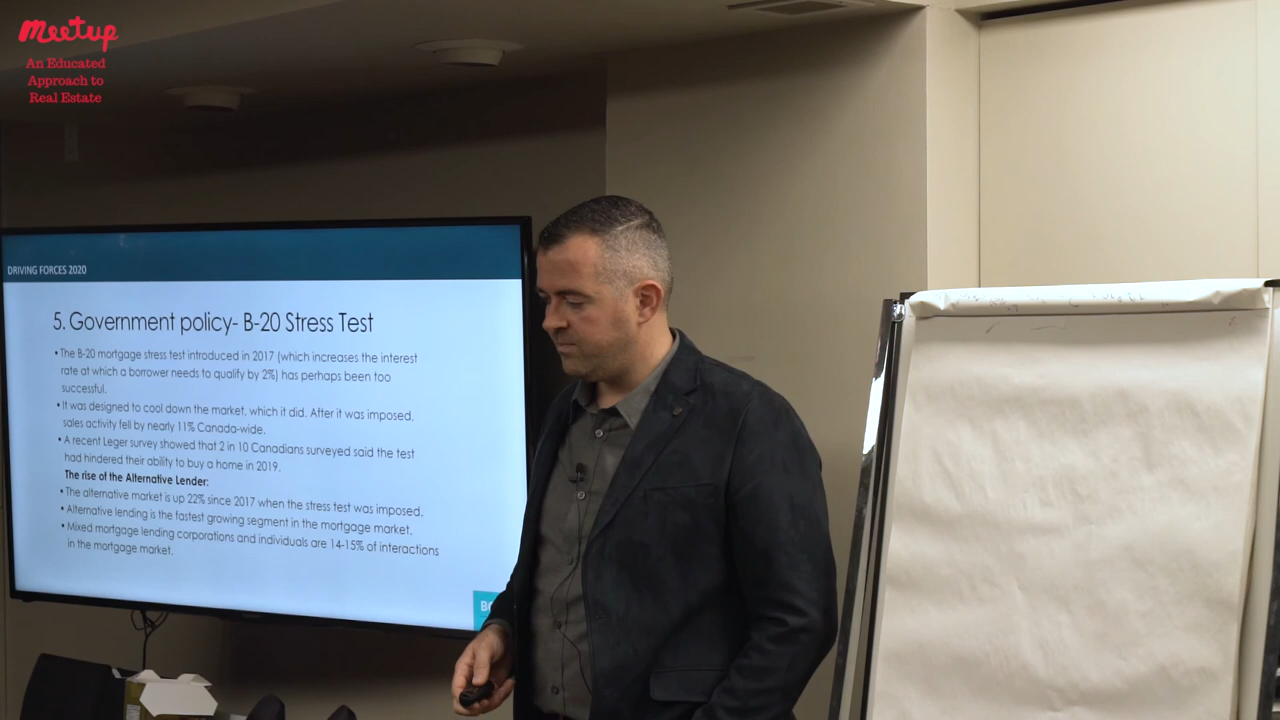 meetup
An Educated
Approach to
Real Estate
DRIVING FORCES 2020
5. Government policy- B-20 Stress Test
• The B-20 mortgage stress test introduced in 2017 (which increases the interest
rate at which a borrower needs to qualify by 2%) has perhaps been too
successful.
• It was designed to cool down the market, which it did. After it was imposed,
sales activity fell by nearly 11% Canada-wide.
• A recent Leger survey showed that 2 in 10 Canadians surveyed said the test
had hindered their ability to buy a home in 2019.
The rise of the Alternative Lender:
• The alternative market is up 22% since 2017 when the stress test was imposed.
• Alternative lending is the fastest growing segment in the mortgage market.
• Mixed mortgage lending corporations and individuals are 14-15% of interactions
in the mortgage market.